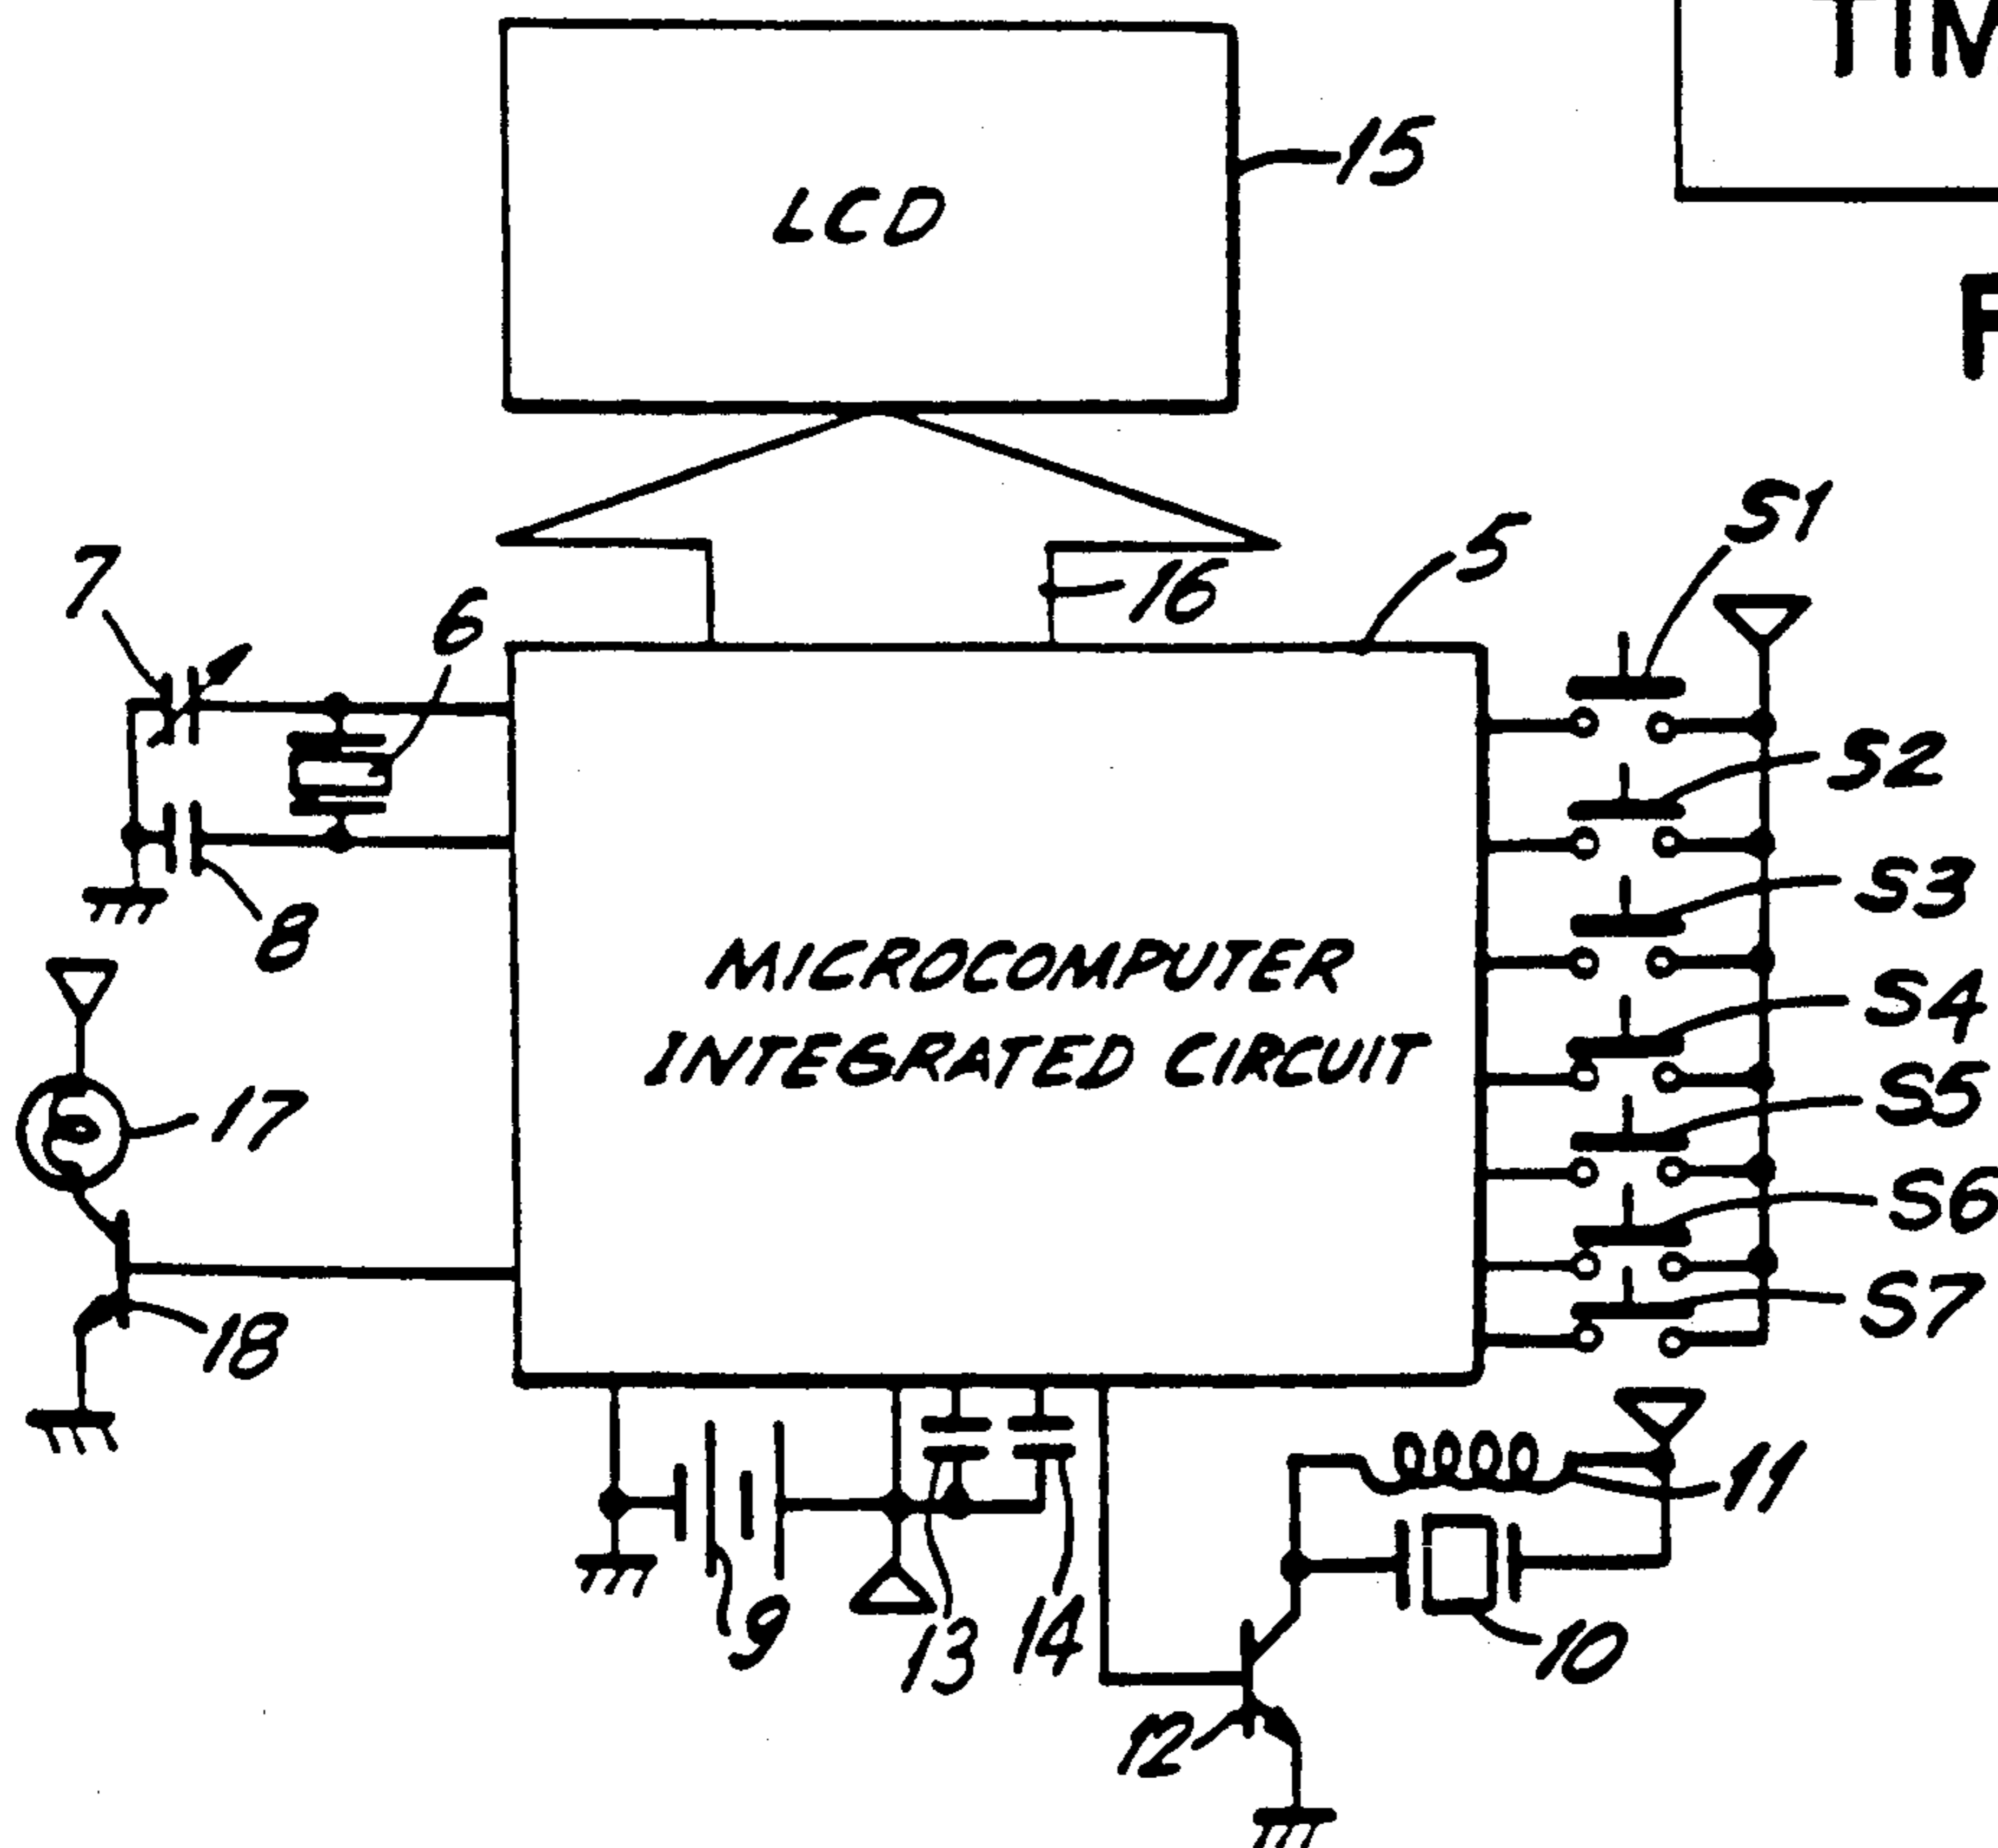 TIM
LCD
15
F
S1
5
16
7
6
S2
S3
8
MICROCOMPUTER
INTEGRATED CIRCUIT
S4
S5
17
S6
S7
18
11
9
13
14
10
12